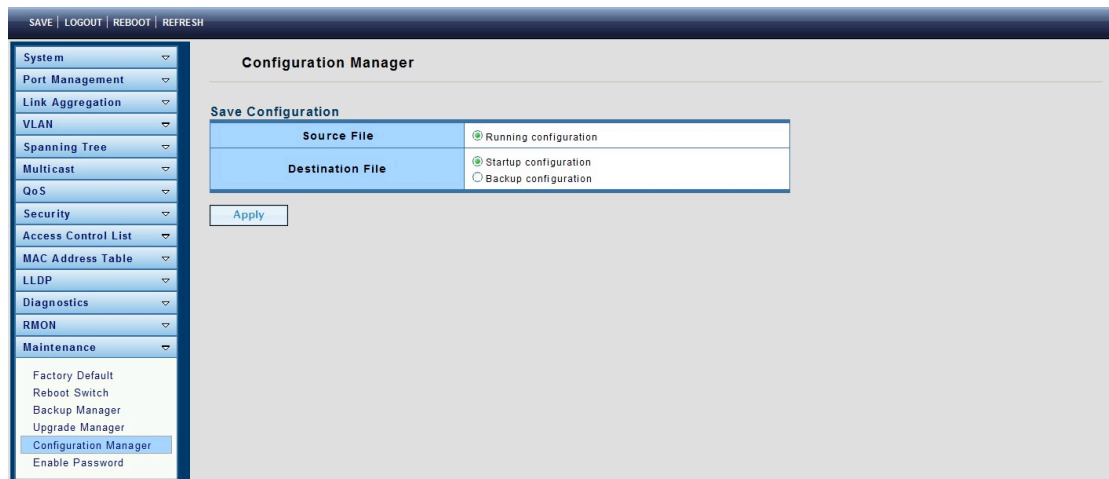 SAVE | LOGOUT | REBOOT | REFRESH
System
Port Management
Link Aggregation
VLAN
Spanning Tree
Multicast
QoS
Security
Access Control List
MAC Address Table
LLDP
Diagnostics
RMON
Maintenance
Factory Default
Reboot Switch
Backup Manager
Upgrade Manager
Configuration Manager
Enable Password
Configuration Manager
Save Configuration
Source File
Running configuration
Destination File
Startup configuration
Backup configuration
Apply